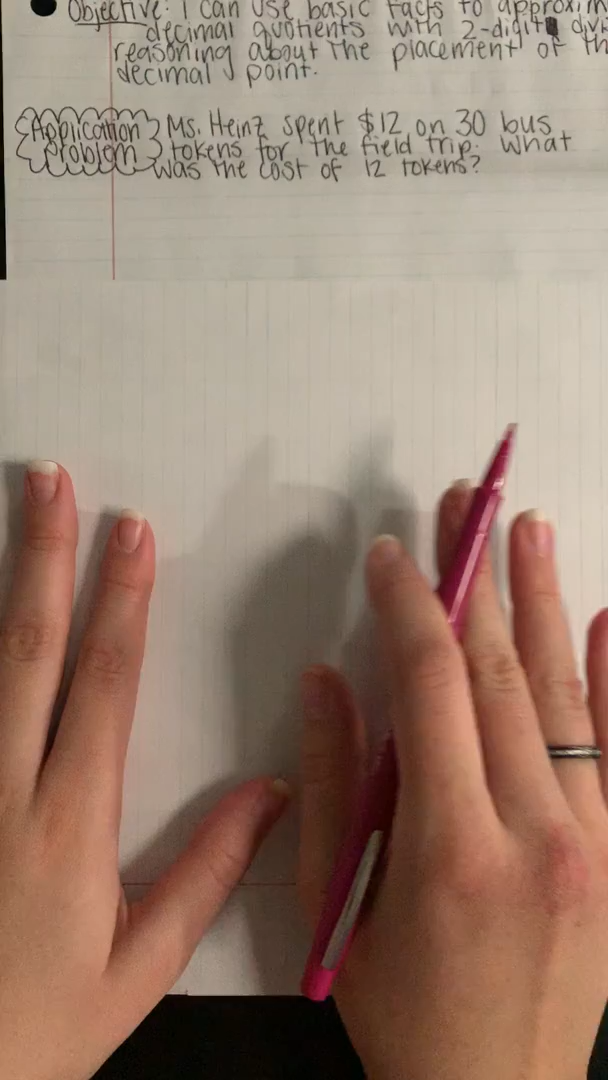 Objective: I can use basic facts to
decimal quotients with 2-digit
reasoning about the placement of
decimal point.
Application Problem
Ms. Heinz spent $12 on 30 bus
tokens for the field trip. What
was the cost of 12 tokens?